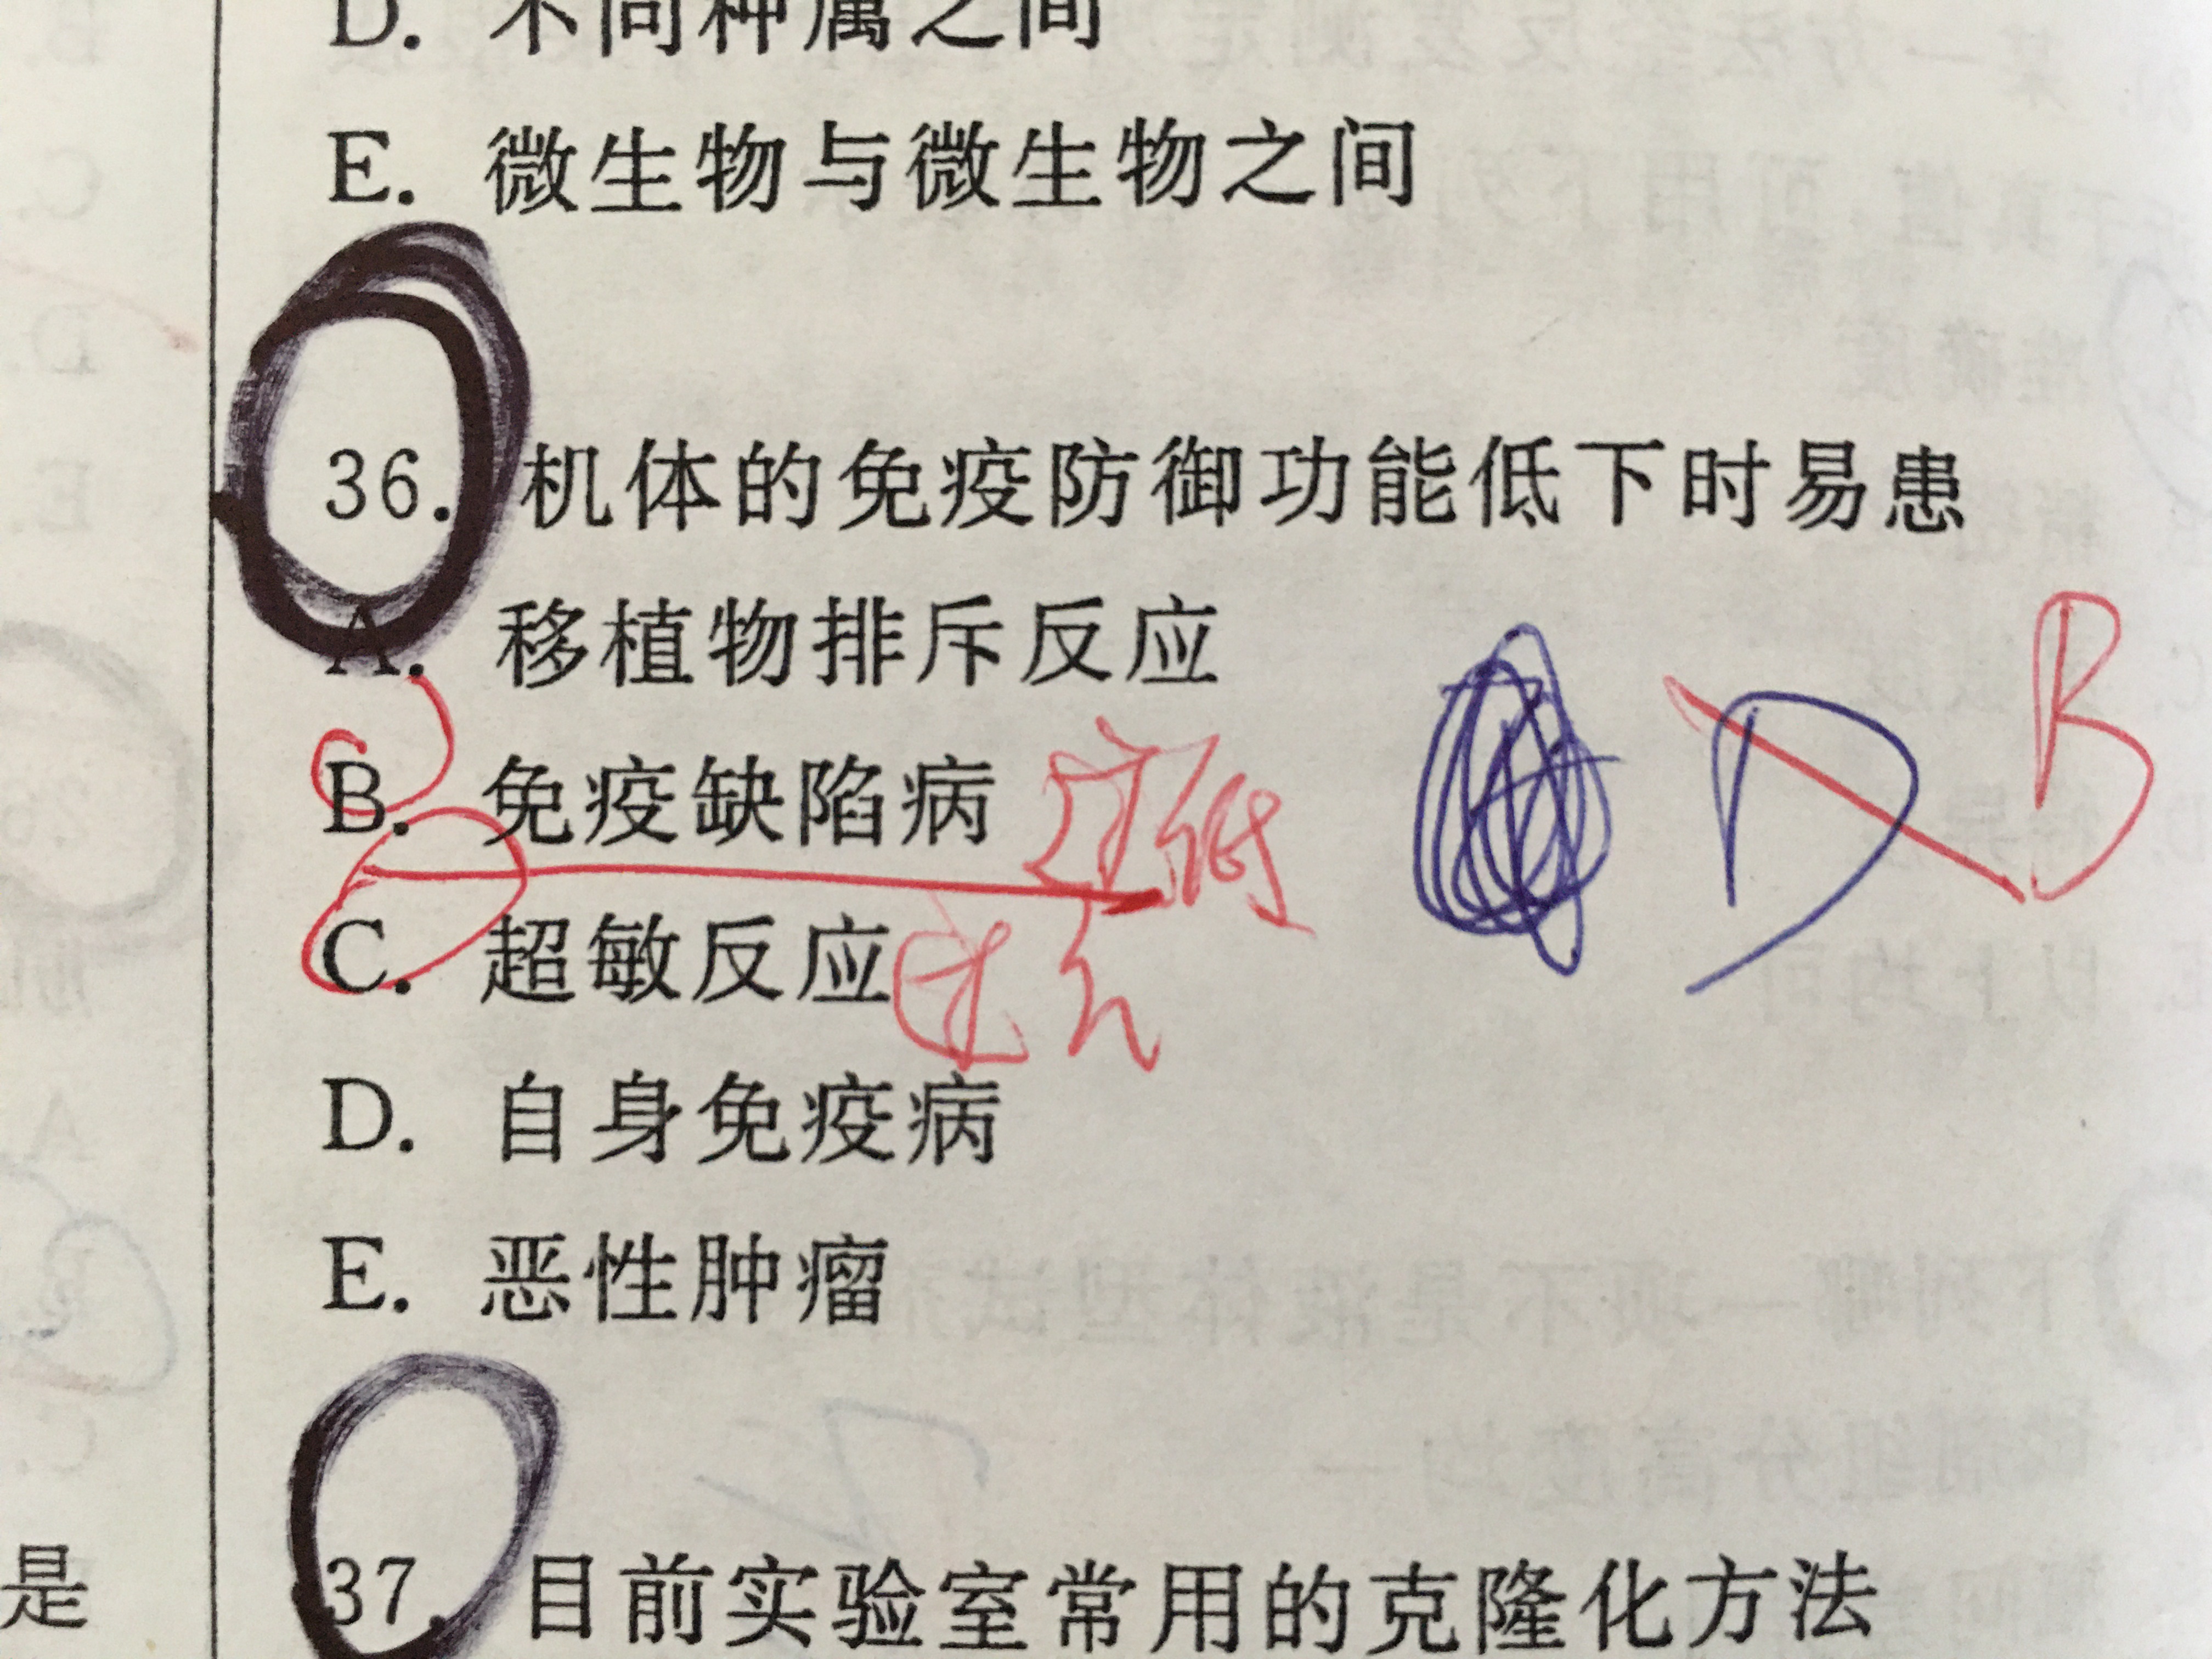 是
D. 不同种属之间
E. 微生物与微生物之间
36. 机体的免疫防御功能低下时易患
A. 移植物排斥反应
B. 免疫缺陷病
C. 超敏反应
D. 自身免疫病
E. 恶性肿瘤
D
B
37. 目前实验室常用的克隆化方法